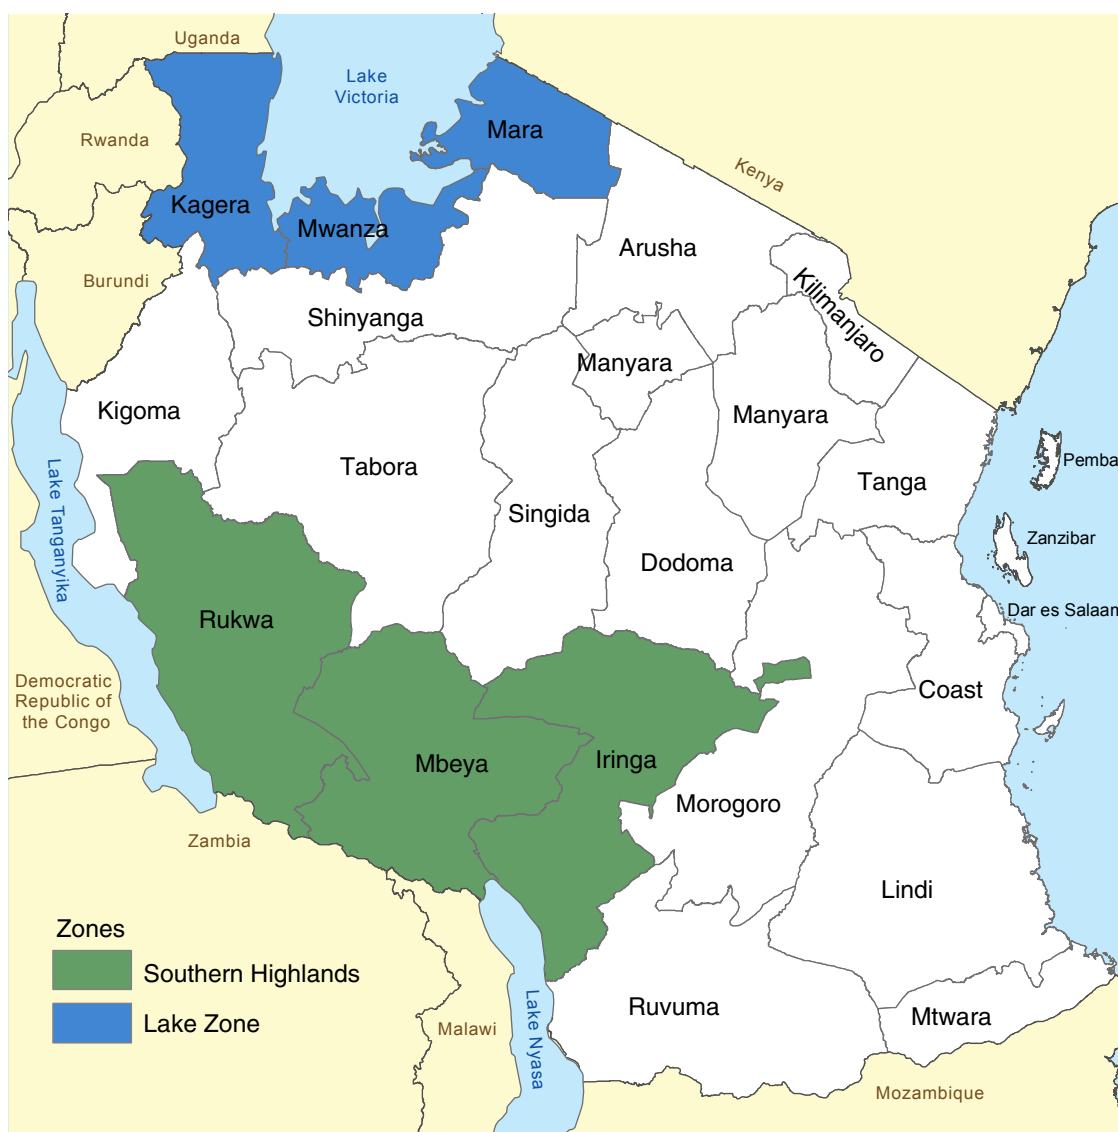 Uganda
Lake
Victoria
Mara
Rwanda
Kenya
Kagera
Mwanza
Arusha
Burundi
Kilimanjaro
Shinyanga
Manyara
Kigoma
Manyara
Tabora
Pemba
Tanga
Lake Tanganyika
Singida
Zanzibar
Dodoma
Dar es Salaan
Rukwa
Democratic
Republic of
the Congo
Coast
Mbeya
Iringa
Morogoro
Zambia
Lindi
Zones
Southern Highlands
Lake Zone
Ruvuma
Mtwara
Malawi
Lake Nyasa
Mozambique